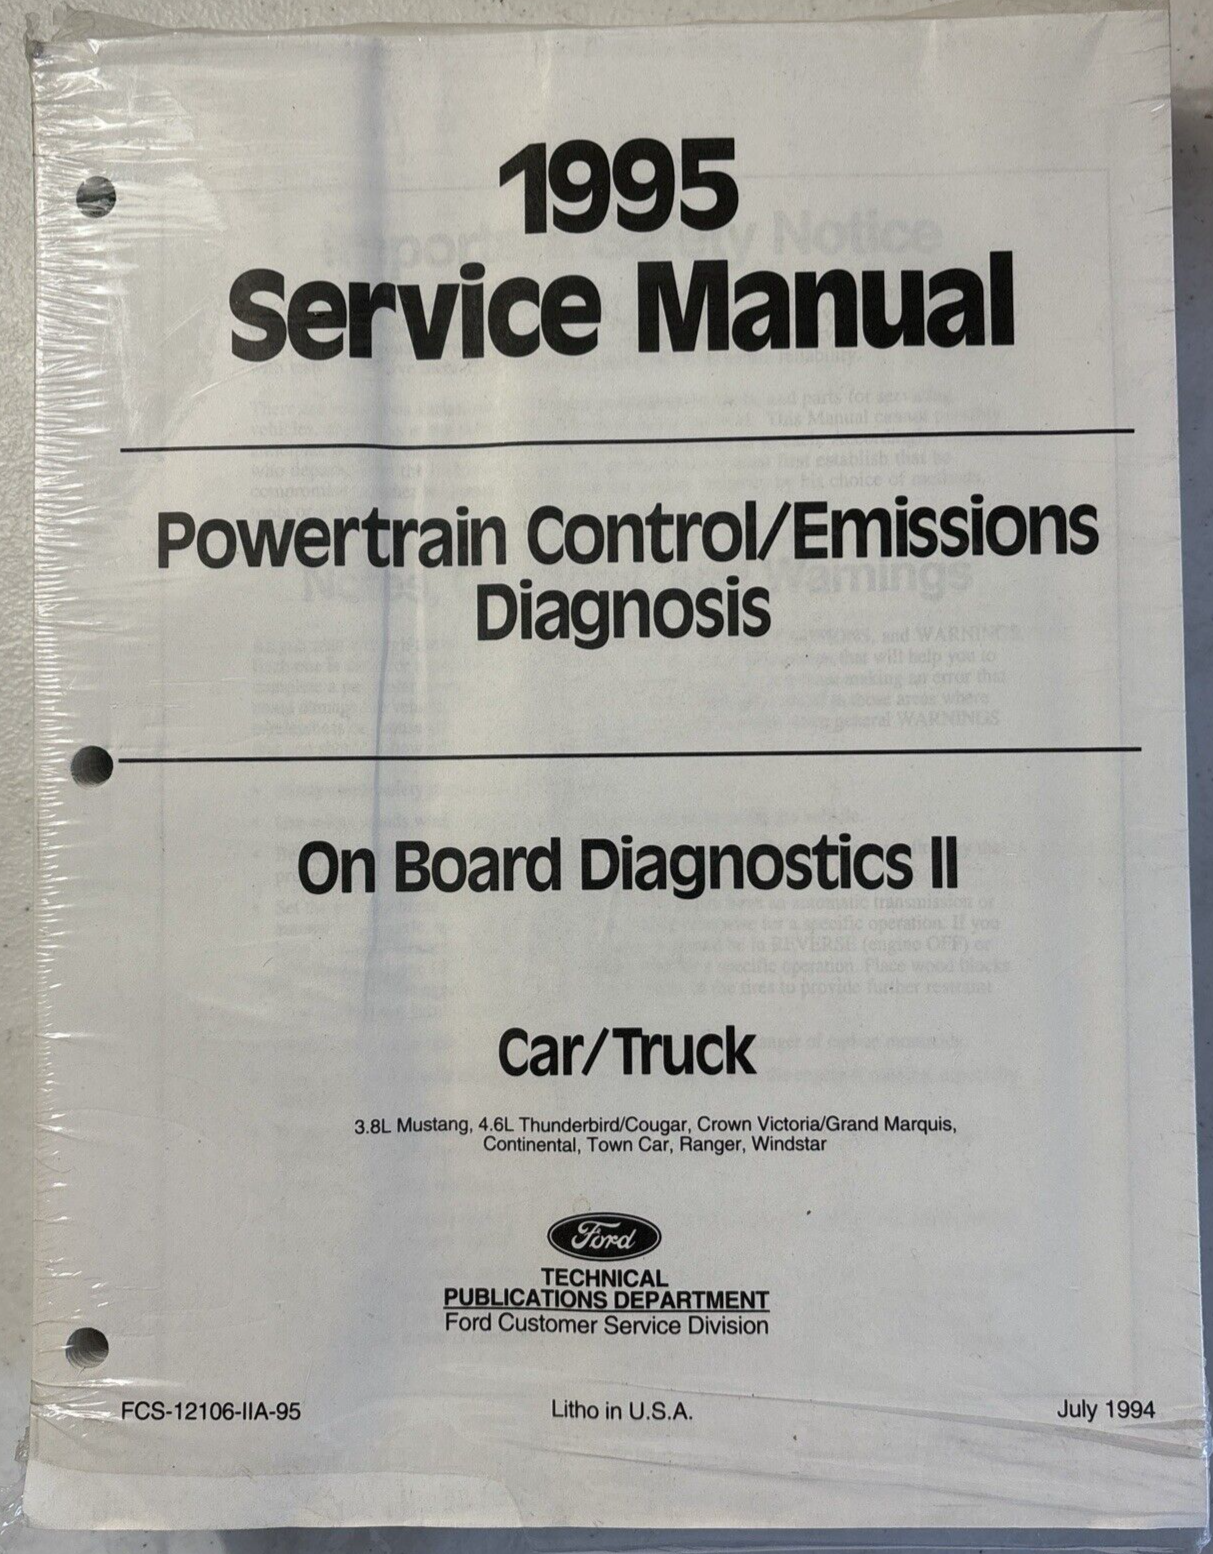 1995
Service Manual
Powertrain Control/Emissions
Diagnosis
On Board Diagnostics II
Car/Truck
3.8L Mustang, 4.6L Thunderbird/Cougar, Crown Victoria/Grand Marquis,
Continental, Town Car, Ranger, Windstar
Ford
TECHNICAL
PUBLICATIONS DEPARTMENT
Ford Customer Service Division
FCS-12106-IIA-95
Litho in U.S.A.
July 1994